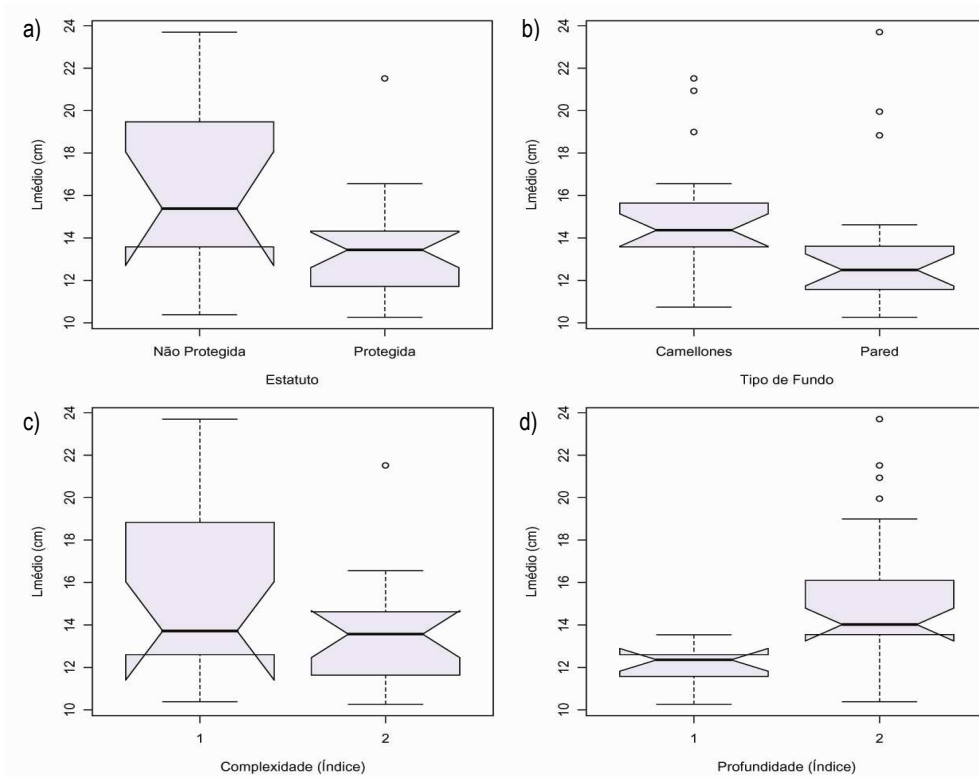 a)
24
22
20
18
16
14
12
10
Lmédio (cm)
Não Protegida Protegida
Estatuto
b)
24
22
20
18
16
14
12
10
Lmédio (cm)
Camellones Pared
Tipo de Fundo
c)
24
22
20
18
16
14
12
10
Lmédio (cm)
1 2
Complexidade (Índice)
d)
24
22
20
18
16
14
12
10
Lmédio (cm)
1 2
Profundidade (Índice)